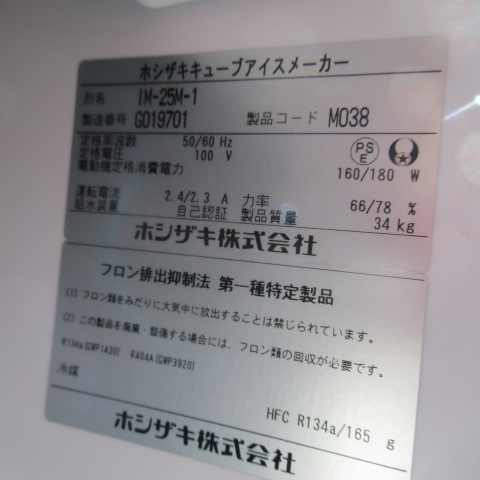 ホシザキキューブアイスメーカー
形名 IM-25M-1
製造番号 G019701 製品コード M038
定格周波数 50/60 Hz
定格電圧 100 V
電動機定格消費電力 160/180 W
PSE
運転電流 2.4/2.3 A 力率 66/78 %
給水装置 自己認証 製品質量 34 kg
ホシザキ株式会社
フロン排出抑制法 第一種特定製品
(1) フロン類をみだりに大気中に放出することは禁じられています。
(2) この製品を廃棄・整備する場合には、フロン類の回収が必要です。
R134a(GWP1430) R404A(GWP3920)
冷媒 HFC R134a/165 g
ホシザキ株式会社